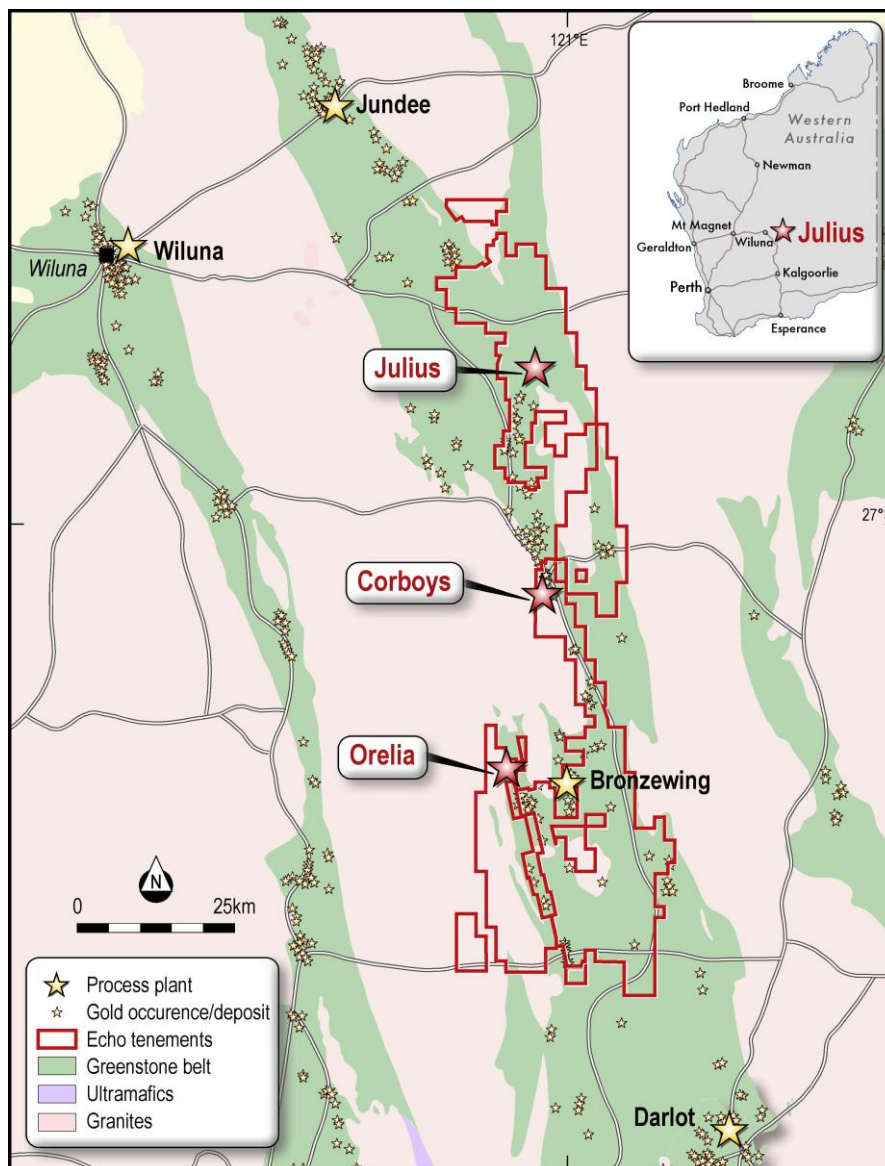 121°E
Jundee
Wiluna
Wiluna
Julius
Corboys
27°S
Orelia
Bronzewing
Darlot
N
0 25km
Broome
Port Hedland
Western
Australia
Newman
Mt Magnet
Wiluna
Julius
Geraldton
Kalgoorlie
Perth
Esperance
Process plant
Gold occurence/deposit
Echo tenements
Greenstone belt
Ultramafics
Granites